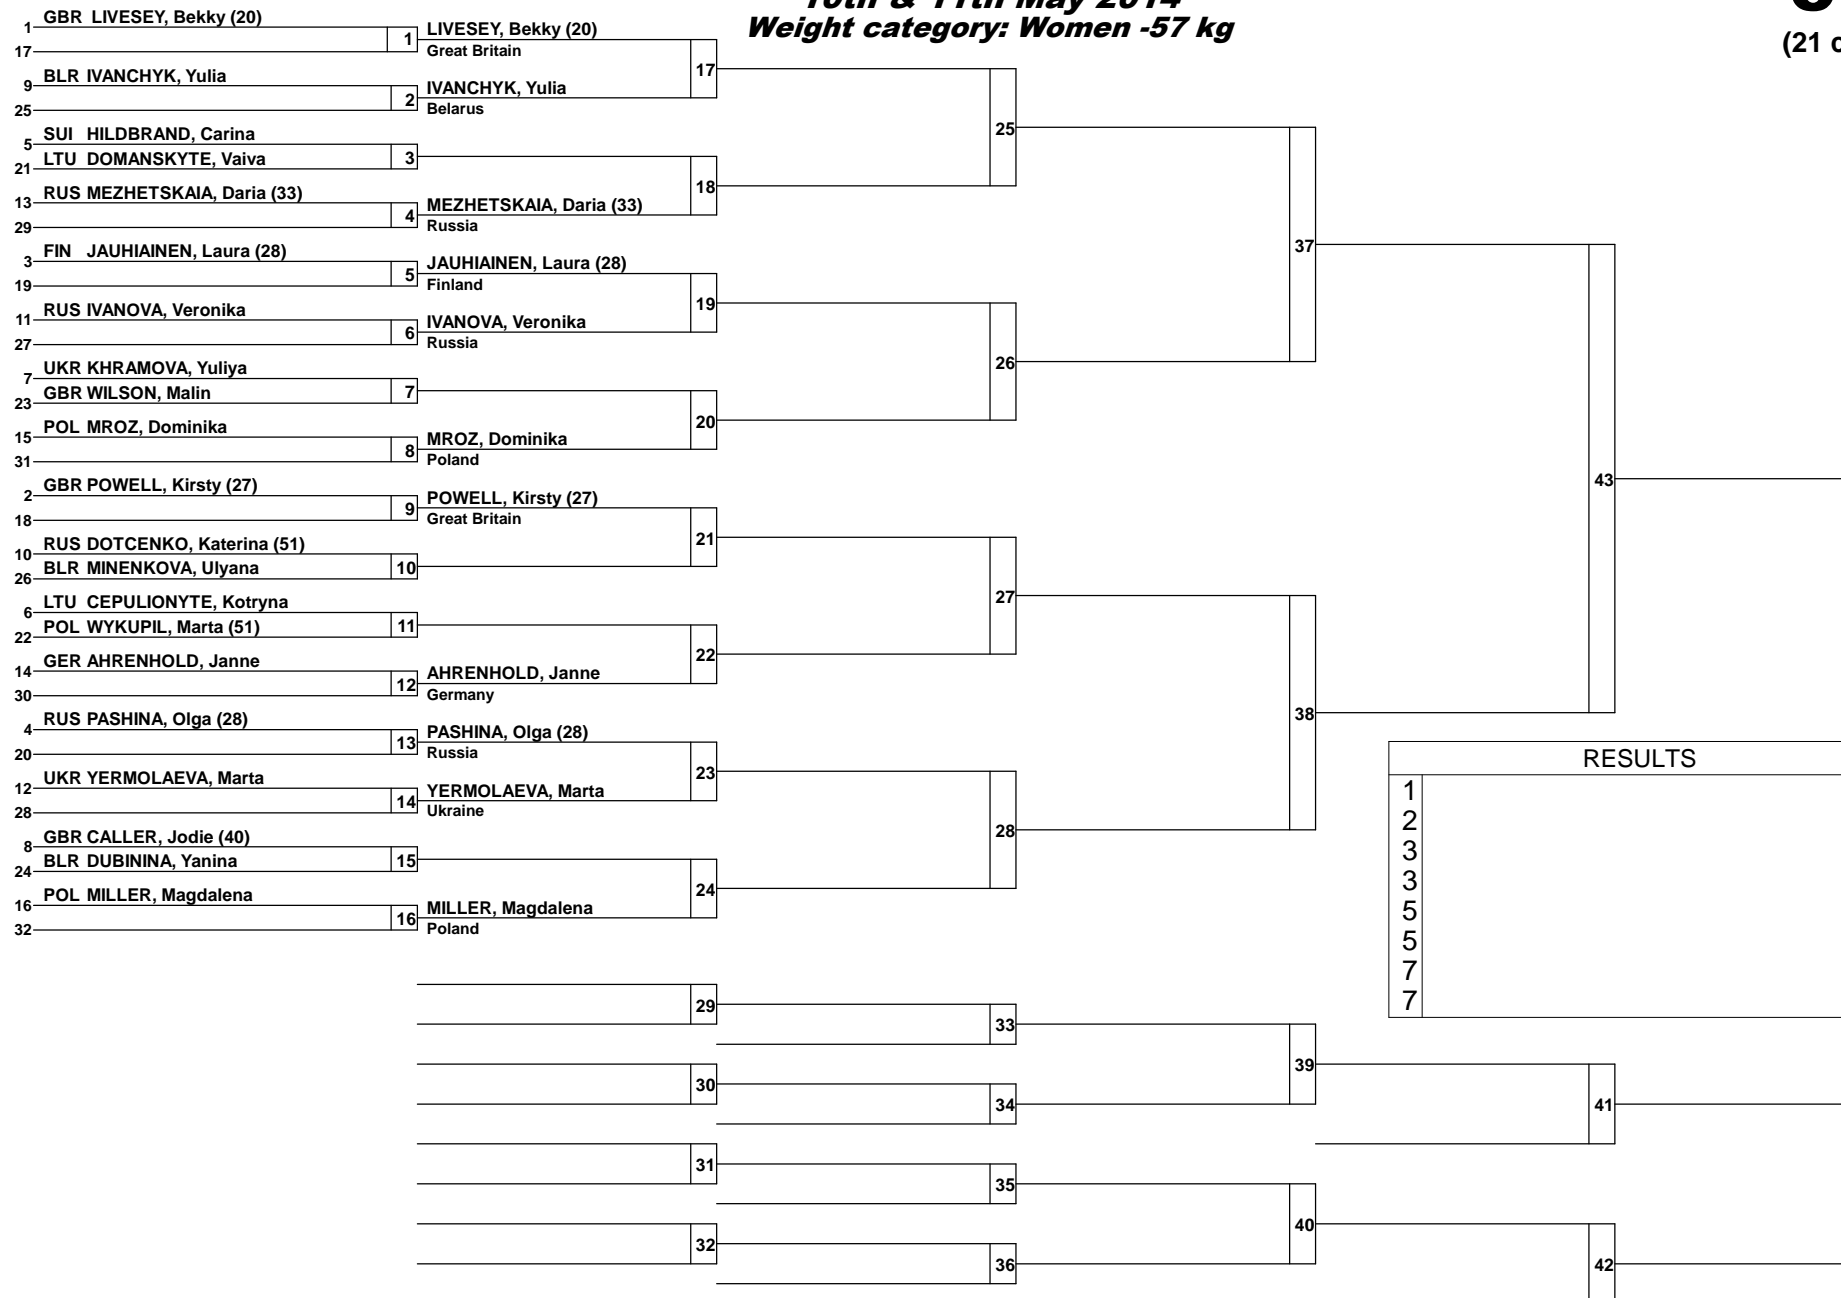 10th & 11th May 2014
Weight category: Women -57 kg
(21 c
1 GBR LIVESEY, Bekky (20)
17
1 LIVESEY, Bekky (20)
Great Britain
17
9 BLR IVANCHYK, Yulia
25
2 IVANCHYK, Yulia
Belarus
25
5 SUI HILDBRAND, Carina
21 LTU DOMANSKYTE, Vaiva
3
18
13 RUS MEZHETSKAIA, Daria (33)
29
4 MEZHETSKAIA, Daria (33)
Russia
37
3 FIN JAUHIAINEN, Laura (28)
19
5 JAUHIAINEN, Laura (28)
Finland
19
11 RUS IVANOVA, Veronika
27
6 IVANOVA, Veronika
Russia
26
7 UKR KHRAMOVA, Yuliya
23 GBR WILSON, Malin
7
20
15 POL MROZ, Dominika
31
8 MROZ, Dominika
Poland
43
2 GBR POWELL, Kirsty (27)
18
9 POWELL, Kirsty (27)
Great Britain
21
10 RUS DOTCENKO, Katerina (51)
26 BLR MINENKOVA, Ulyana
10
27
6 LTU CEPULIONYTE, Kotryna
22 POL WYKUPIL, Marta (51)
11
22
14 GER AHRENHOLD, Janne
30
12 AHRENHOLD, Janne
Germany
38
4 RUS PASHINA, Olga (28)
20
13 PASHINA, Olga (28)
Russia
23
12 UKR YERMOLAEVA, Marta
28
14 YERMOLAEVA, Marta
Ukraine
28
8 GBR CALLER, Jodie (40)
24 BLR DUBININA, Yanina
15
24
16 POL MILLER, Magdalena
32
16 MILLER, Magdalena
Poland
RESULTS
1
2
3
3
5
5
7
7
29
33
39
30
34
41
31
35
40
32
36
42